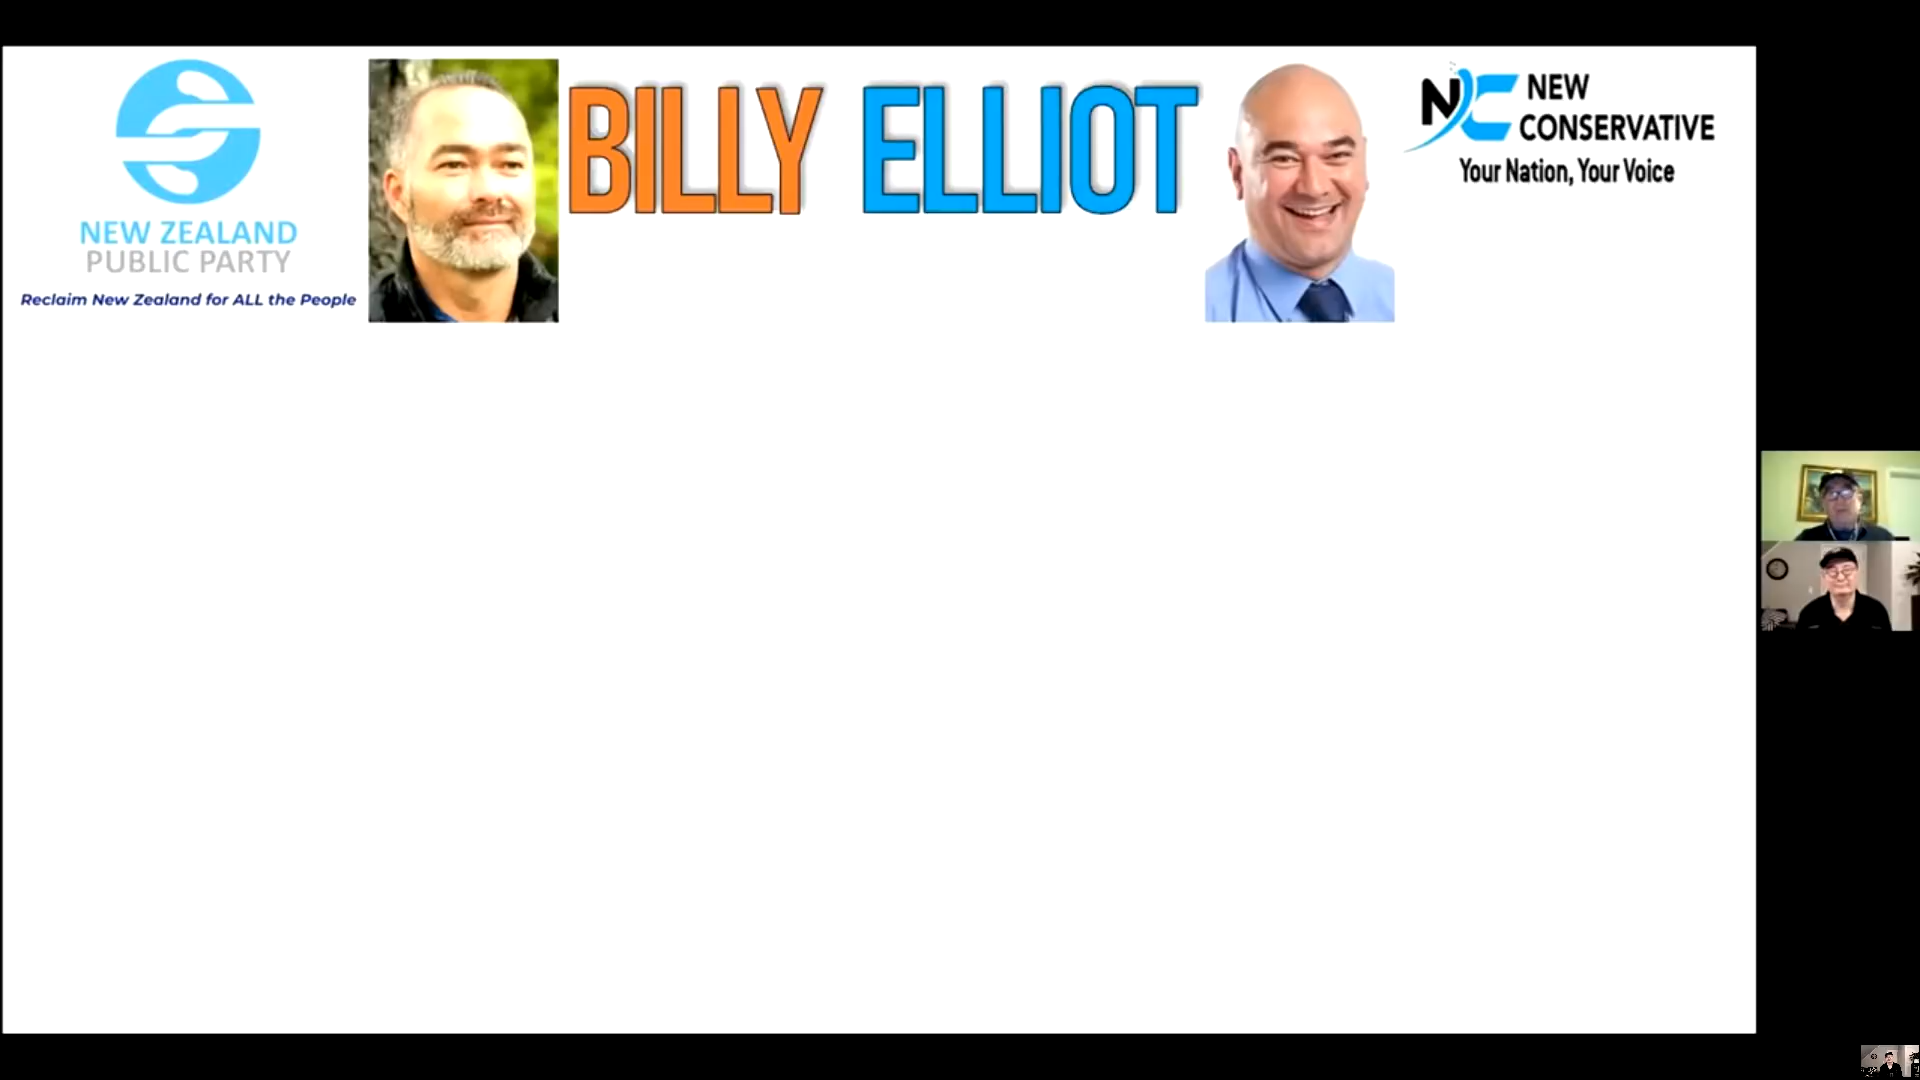 NEW ZEALAND
PUBLIC PARTY
Reclaim New Zealand for ALL the People
BILLY ELLIOT
NC NEW
CONSERVATIVE
Your Nation, Your Voice